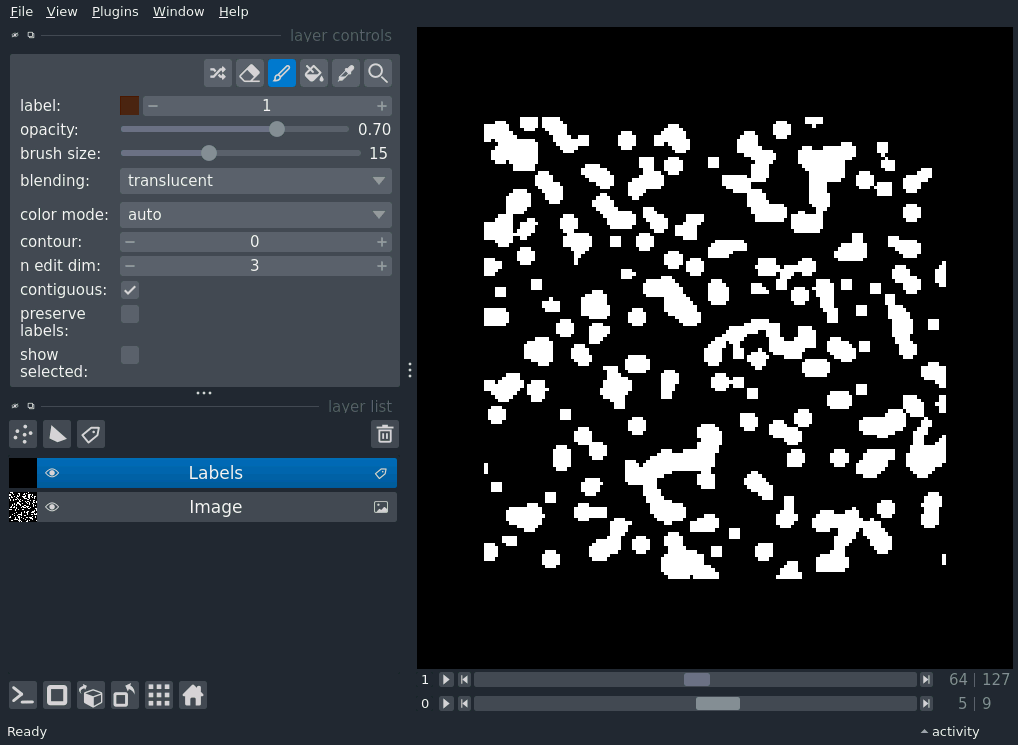 File View Plugins Window Help
layer controls
label: 1
opacity: 0.70
brush size: 15
blending: translucent
color mode: auto
contour: 0
n edit dim: 3
contiguous:
preserve
labels:
show
selected:
layer list
Labels
Image
1 64 | 127
0 5 | 9
Ready activity